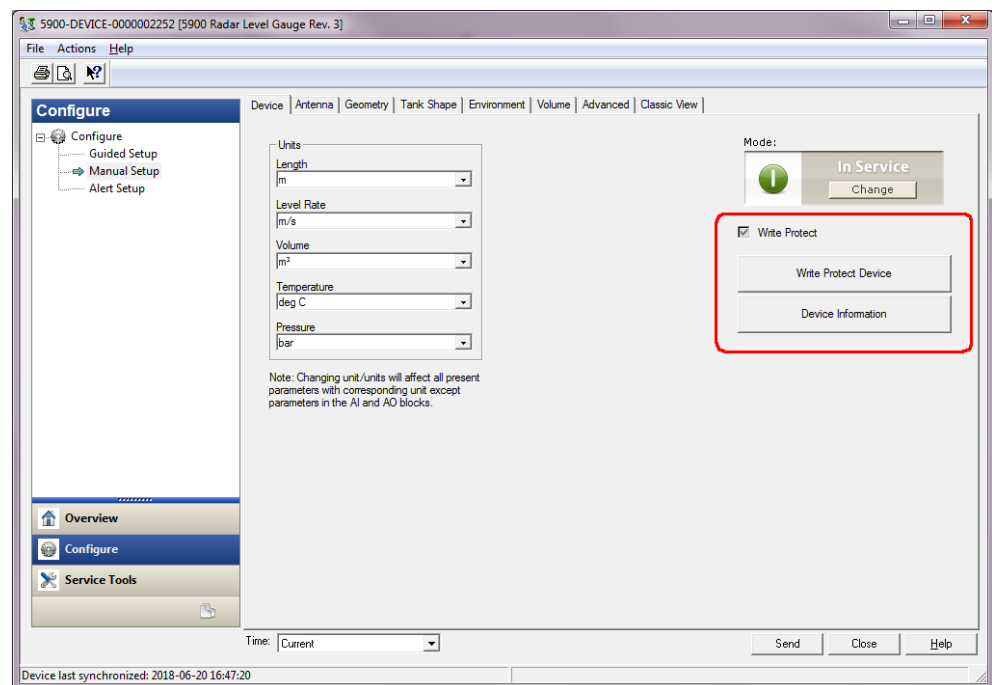 5900-DEVICE-0000002252 [5900 Radar Level Gauge Rev. 3]
File Actions Help
Configure
Configure
Guided Setup
Manual Setup
Alert Setup
Overview
Configure
Service Tools
Device Antenna Geometry Tank Shape Environment Volume Advanced Classic View
Units
Length
m
Level Rate
m/s
Volume
m³
Temperature
deg C
Pressure
bar
Note: Changing unit/units will affect all present
parameters with corresponding unit except
parameters in the AI and AO blocks.
Mode:
In Service
Change
Write Protect
Write Protect Device
Device Information
Time: Current
Send Close Help
Device last synchronized: 2018-06-20 16:47:20